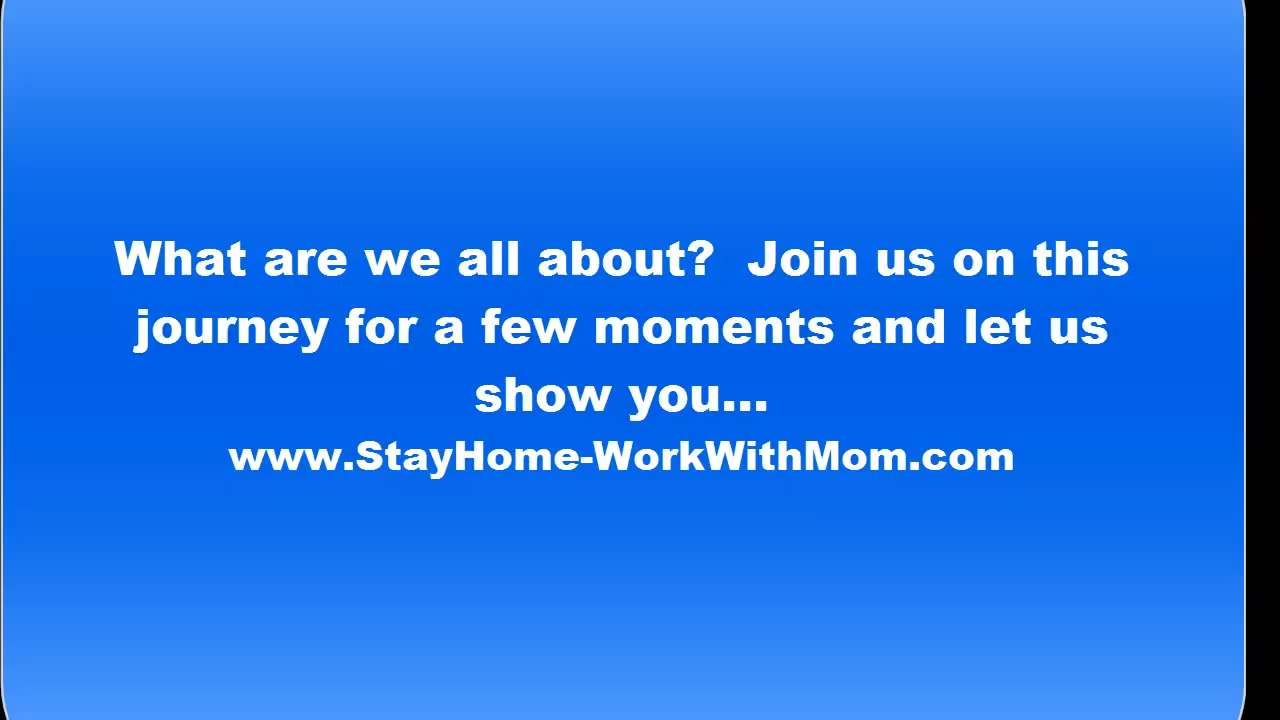 What are we all about?  Join us on this
journey for a few moments and let us
show you...
www.StayHome-WorkWithMom.com